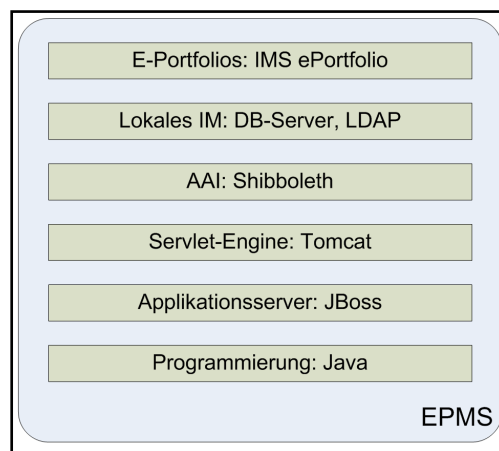 E-Portfolios: IMS ePortfolio
Lokales IM: DB-Server, LDAP
AAI: Shibboleth
Servlet-Engine: Tomcat
Applikationsserver: JBoss
Programmierung: Java
EPMS